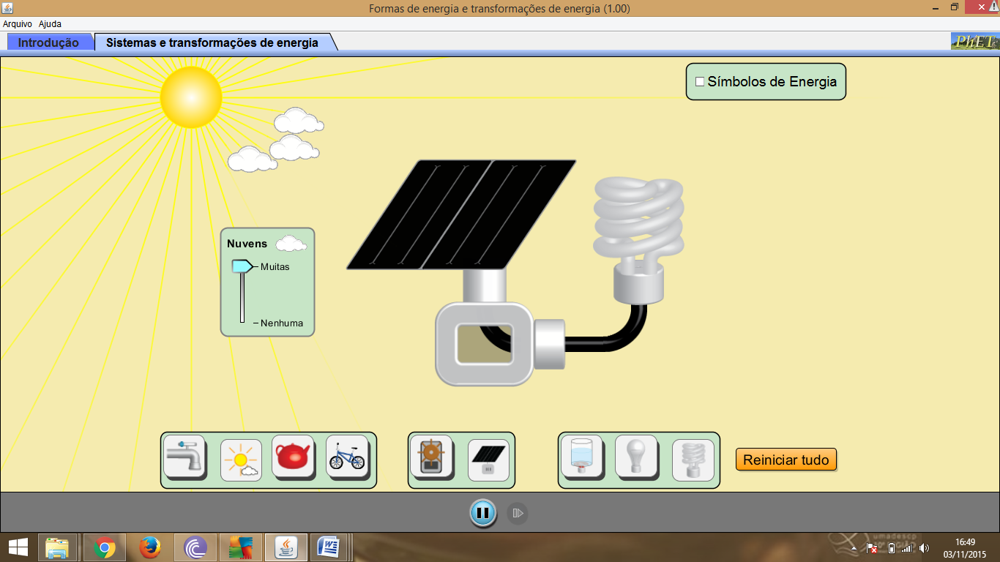 Formas de energia e transformações de energia (1.00)
Arquivo Ajuda
Introdução
Sistemas e transformações de energia
PhET
Símbolos de Energia
Nuvens
Muitas
Nenhuma
Reiniciar tudo
umadescp
16:49
03/11/2015